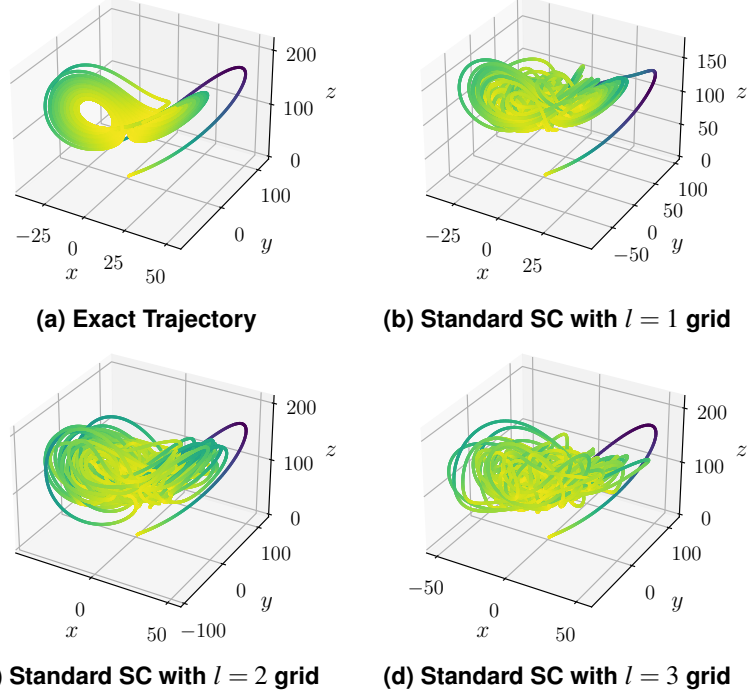 200
z
100
0
100
0
y
−25
0
25
50
x
(a) Exact Trajectory
150
z
100
50
0
100
50
0
−50
y
−25
0
25
x
(b) Standard SC with l = 1 grid
200
z
100
0
100
0
−100
y
0
50
x
) Standard SC with l = 2 grid
200
z
100
0
100
0
y
−50
0
50
x
(d) Standard SC with l = 3 grid